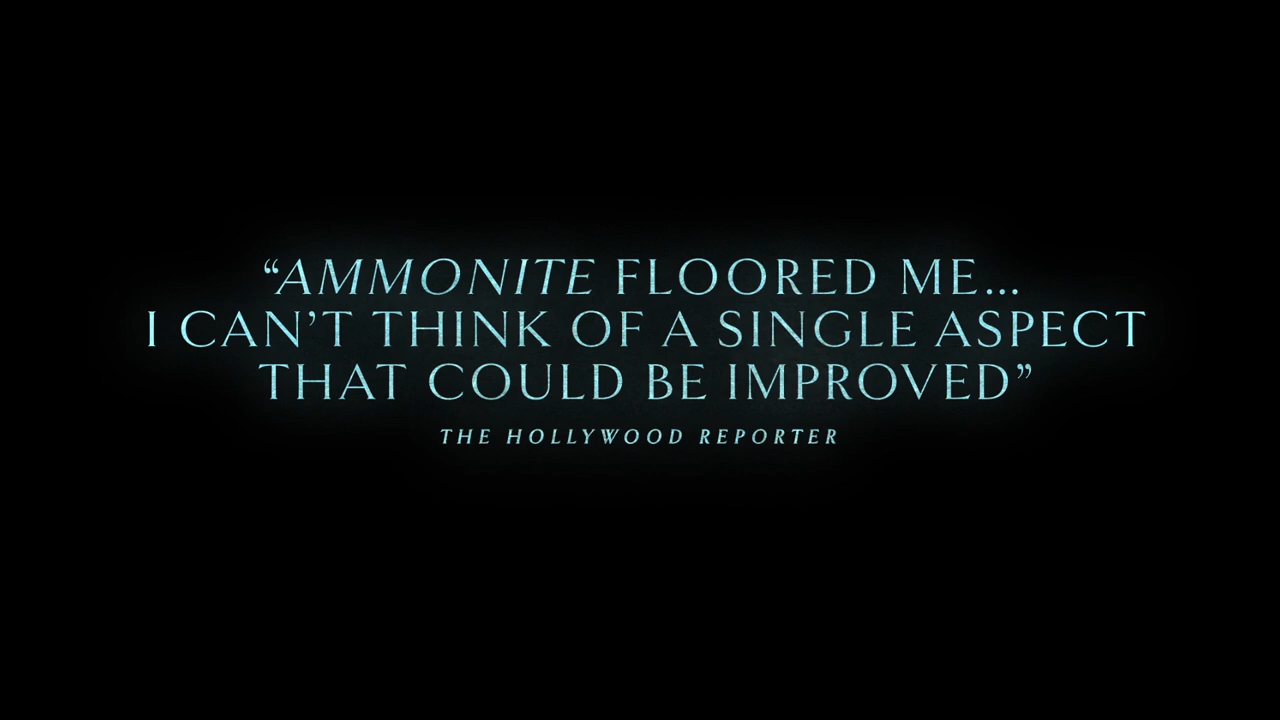 “AMMONITE FLOORED ME...
I CAN’T THINK OF A SINGLE ASPECT
THAT COULD BE IMPROVED”
THE HOLLYWOOD REPORTER